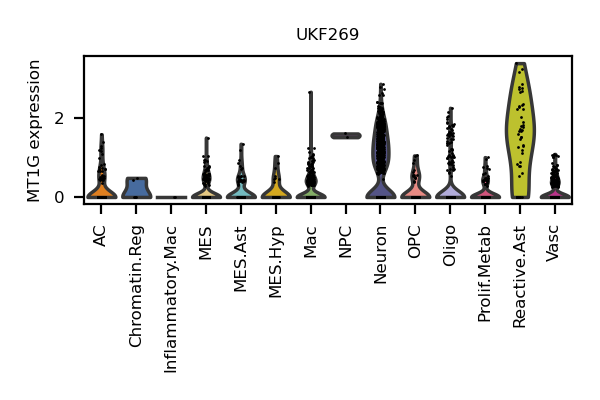 UKF269
MT1G expression
2
0
AC
Chromatin.Reg
Inflammatory.Mac
MES
MES.Ast
MES.Hyp
Mac
NPC
Neuron
OPC
Oligo
Prolif.Metab
Reactive.Ast
Vasc